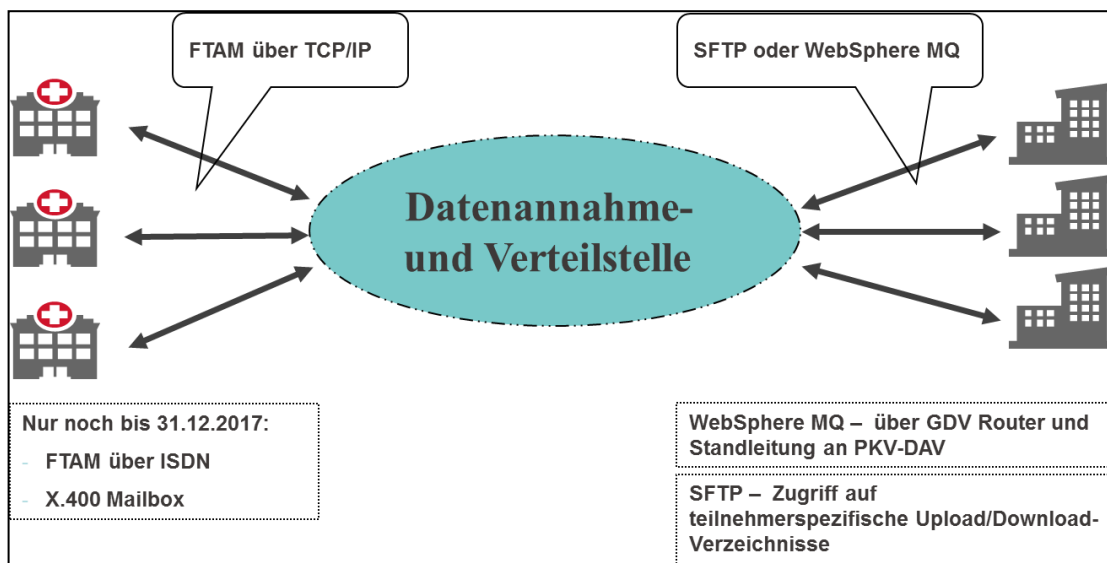 FTAM über TCP/IP
SFTP oder WebSphere MQ
Datenannahme-
und Verteilstelle
Nur noch bis 31.12.2017:
- FTAM über ISDN
- X.400 Mailbox
WebSphere MQ – über GDV Router und
Standleitung an PKV-DAV
SFTP – Zugriff auf
teilnehmerspezifische Upload/Download-
Verzeichnisse